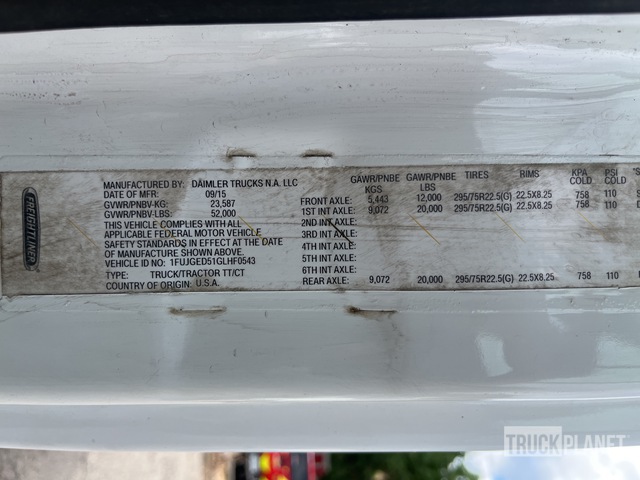 FREIGHTLINER
MANUFACTURED BY: DAIMLER TRUCKS N.A. LLC
DATE OF MFR: 09/15
GVWR/PNBV-KG: 23,587
GVWR/PNBV-LBS: 52,000
THIS VEHICLE COMPLIES WITH ALL
APPLICABLE FEDERAL MOTOR VEHICLE
SAFETY STANDARDS IN EFFECT AT THE DATE
OF MANUFACTURE SHOWN ABOVE.
VEHICLE ID NO.: 1FUJGED51GLHF0543
TYPE: TRUCK/TRACTOR TT/CT
COUNTRY OF ORIGIN: U.S.A.
GAWR/PNBE KGS GAWR/PNBE LBS TIRES RIMS KPA COLD PSI COLD
FRONT AXLE: 5,443 12,000 295/75R22.5(G) 22.5X8.25 758 110
1ST INT AXLE: 9,072 20,000 295/75R22.5(G) 22.5X8.25 758 110
2ND INT AXLE:
3RD INT AXLE:
4TH INT AXLE:
5TH INT AXLE:
6TH INT AXLE:
REAR AXLE: 9,072 20,000 295/75R22.5(G) 22.5X8.25 758 110
TRUCKPLANET